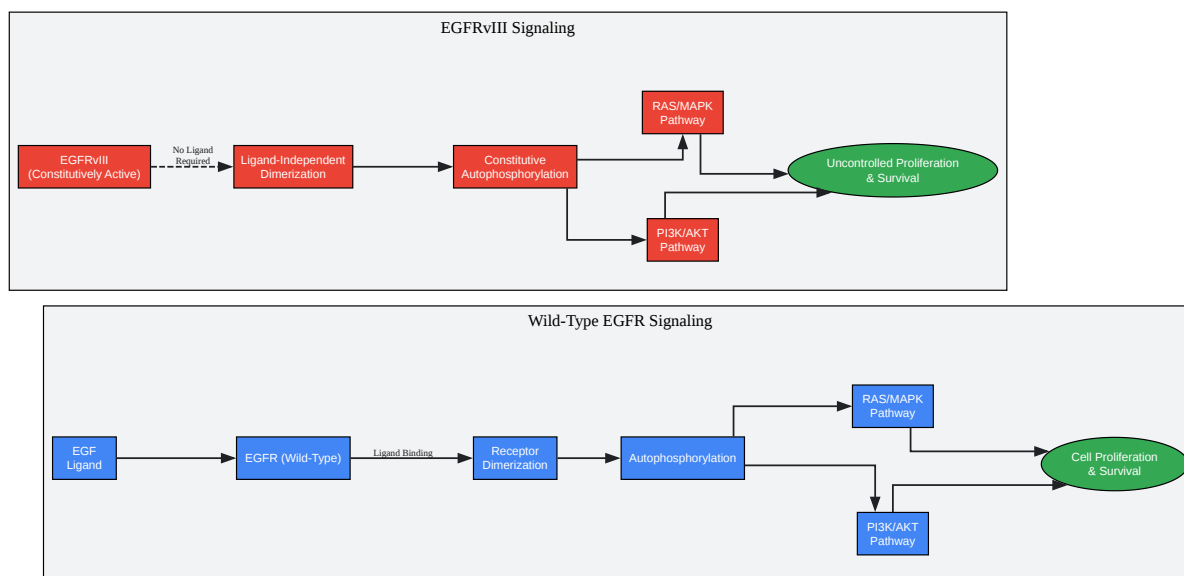 EGFRvIII Signaling
EGFRvIII
(Constitutively Active)
No Ligand
Required
Ligand-Independent
Dimerization
Constitutive
Autophosphorylation
RAS/MAPK
Pathway
PI3K/AKT
Pathway
Uncontrolled Proliferation
& Survival
Wild-Type EGFR Signaling
EGF
Ligand
EGFR (Wild-Type)
Ligand Binding
Receptor
Dimerization
Autophosphorylation
RAS/MAPK
Pathway
PI3K/AKT
Pathway
Cell Proliferation
& Survival